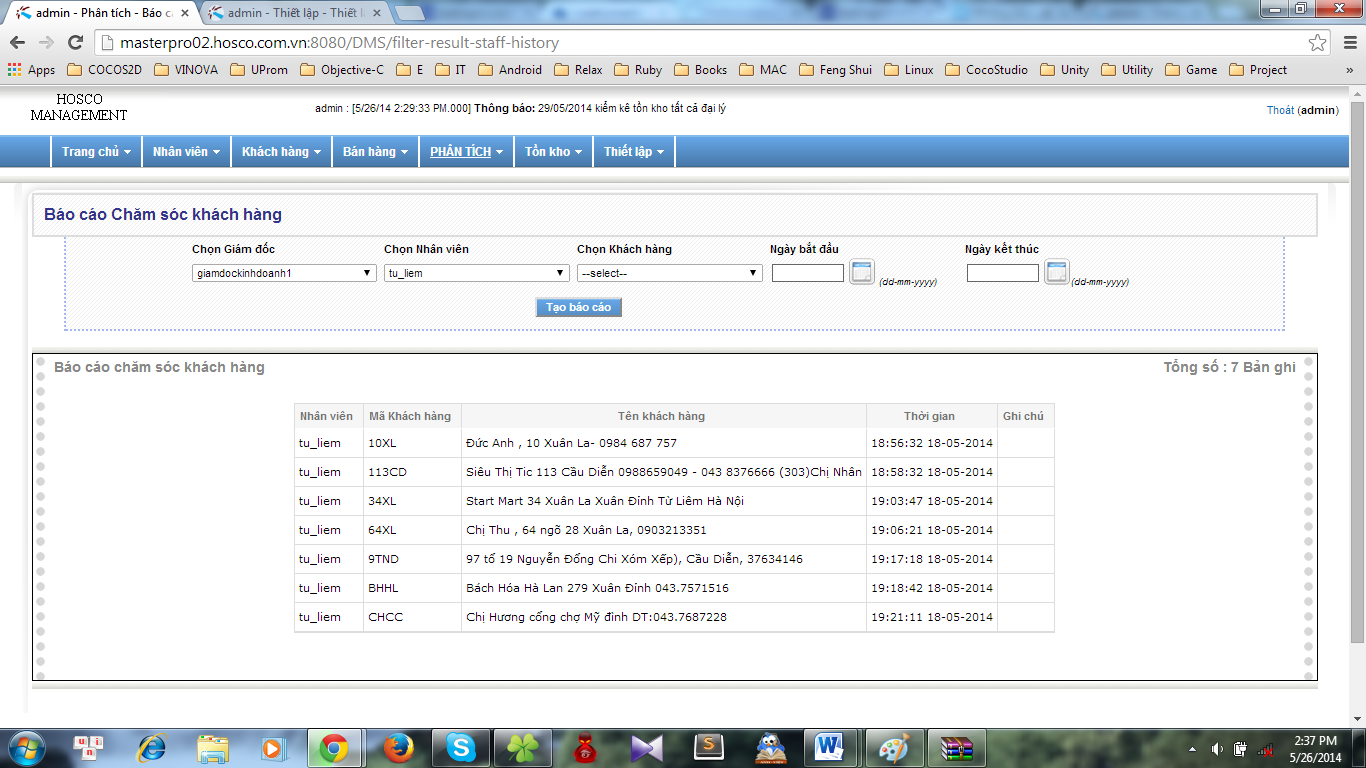 admin - Phân tích - Báo c
admin - Thiết lập - Thiết l
masterpro02.hosco.com.vn:8080/DMS/filter-result-staff-history
Apps COCOS2D VINOVA UProm Objective-C E IT Android Relax Ruby Books MAC Feng Shui Linux CocoStudio Unity Utility Game Project »
HOSCO
MANAGEMENT
admin : [5/26/14 2:29:33 PM.000] Thông báo: 29/05/2014 kiểm kê tồn kho tất cả đại lý
Thoát (admin)
Trang chủ Nhân viên Khách hàng Bán hàng PHÂN TÍCH Tồn kho Thiết lập
Báo cáo Chăm sóc khách hàng
Chọn Giám đốc Chọn Nhân viên Chọn Khách hàng Ngày bắt đầu Ngày kết thúc
giamdockinhdoanh1 tu_liem --select-- (dd-mm-yyyy) (dd-mm-yyyy)
Tạo báo cáo
Báo cáo chăm sóc khách hàng Tổng số : 7 Bản ghi
Nhân viên Mã Khách hàng Tên khách hàng Thời gian Ghi chú
tu_liem 10XL Đức Anh , 10 Xuân La- 0984 687 757 18:56:32 18-05-2014
tu_liem 113CD Siêu Thị Tic 113 Cầu Diễn 0988659049 - 043 8376666 (303)Chị Nhân 18:58:32 18-05-2014
tu_liem 34XL Start Mart 34 Xuân La Xuân Đỉnh Từ Liêm Hà Nội 19:03:47 18-05-2014
tu_liem 64XL Chị Thu , 64 ngõ 28 Xuân La, 0903213351 19:06:21 18-05-2014
tu_liem 9TND 97 tổ 19 Nguyễn Đổng Chi Xóm Xếp), Cầu Diễn, 37634146 19:17:18 18-05-2014
tu_liem BHHL Bách Hóa Hà Lan 279 Xuân Đỉnh 043.7571516 19:18:42 18-05-2014
tu_liem CHCC Chị Hương cổng chợ Mỹ đình DT:043.7687228 19:21:11 18-05-2014
2:37 PM
5/26/2014